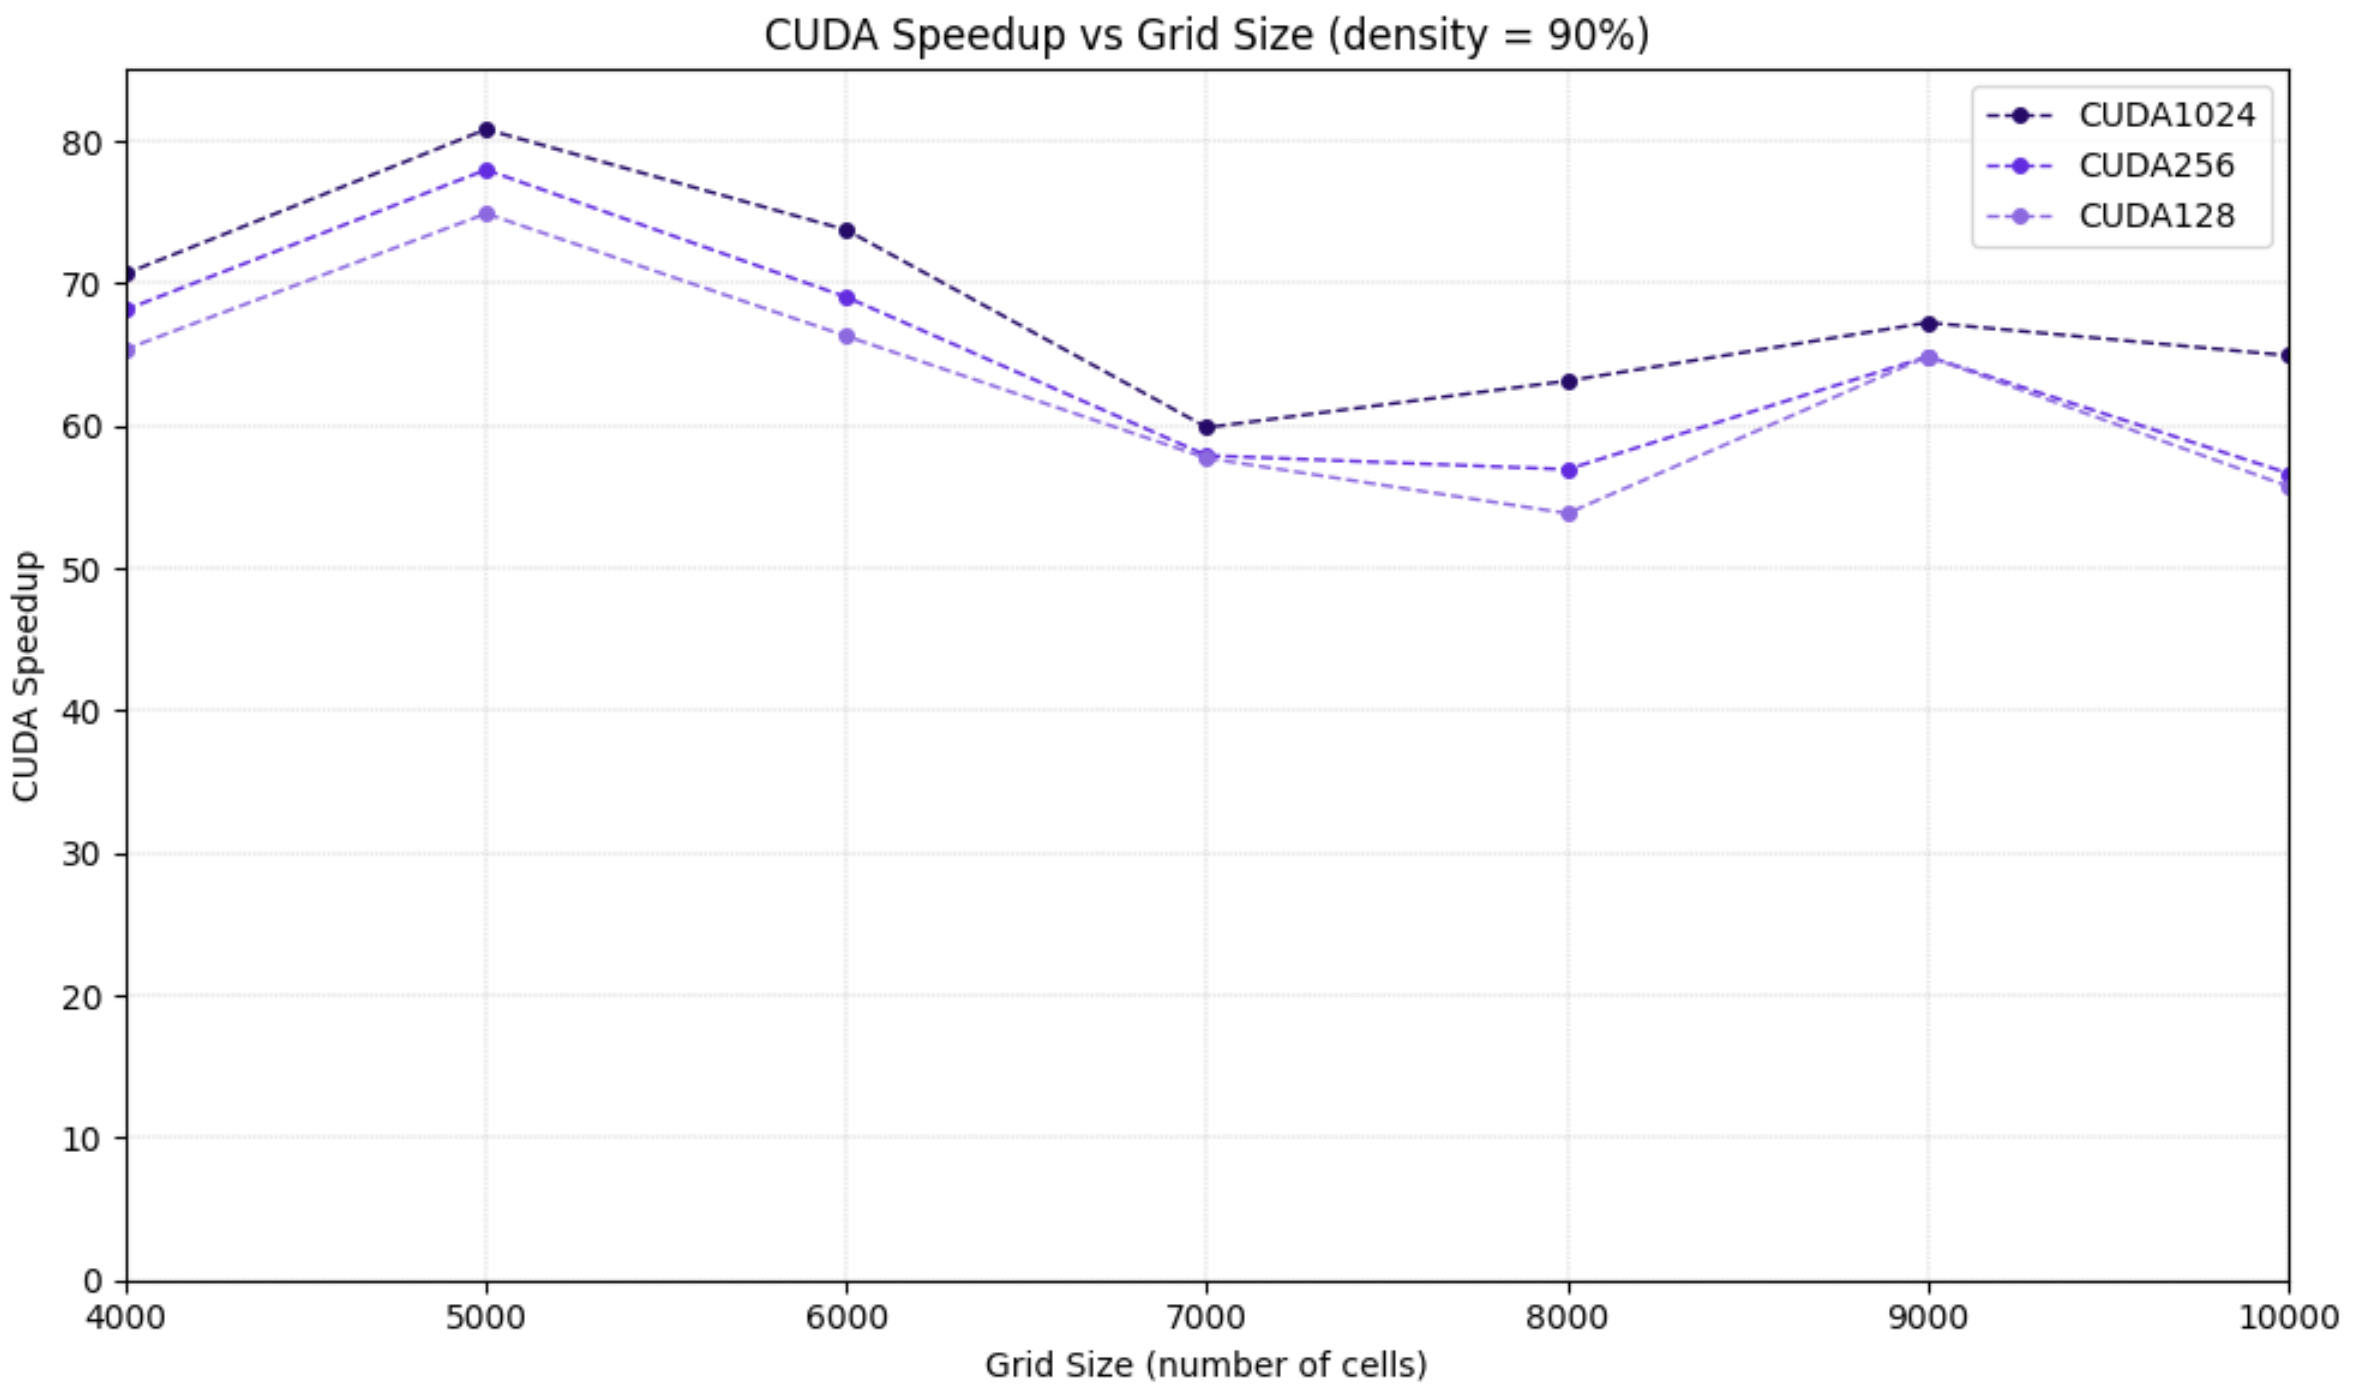 CUDA Speedup vs Grid Size (density = 90%)
CUDA1024
CUDA256
CUDA128
80
70
60
50
40
30
20
10
0
CUDA Speedup
4000 5000 6000 7000 8000 9000 10000
Grid Size (number of cells)